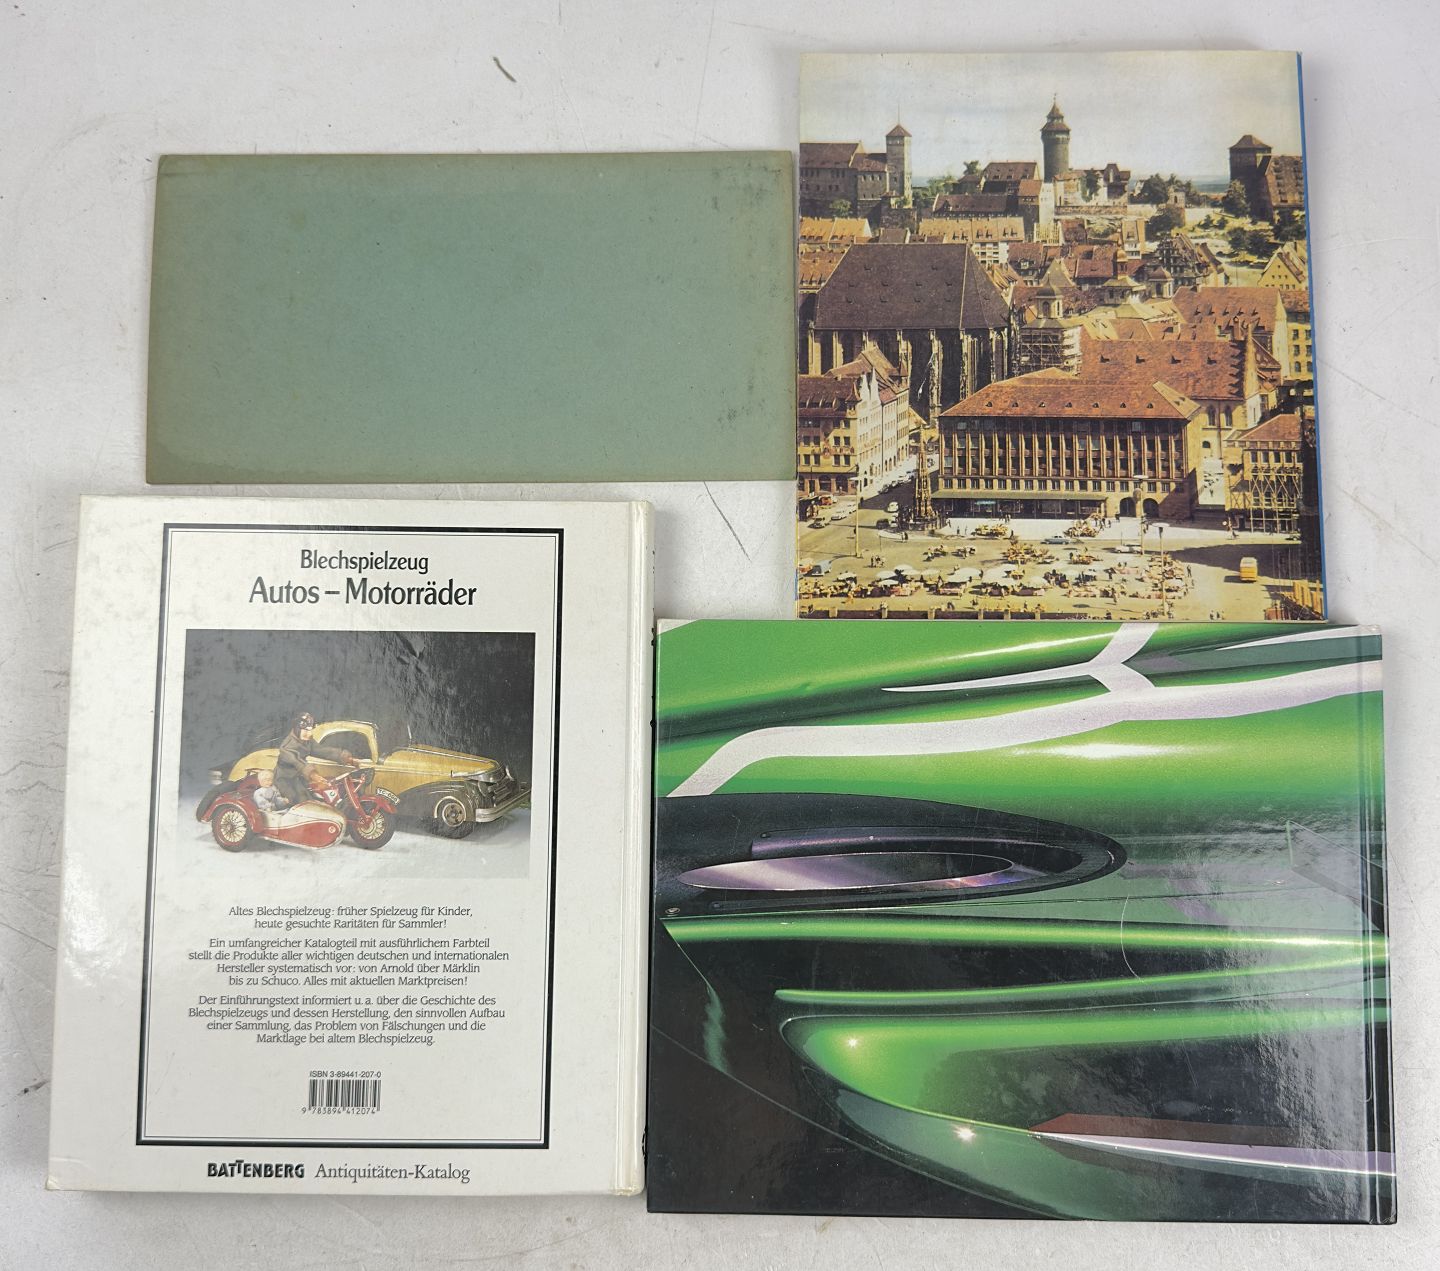 Blechspielzeug
Autos – Motorräder
TC-1025
Altes Blechspielzeug: früher Spielzeug für Kinder,
heute gesuchte Raritäten für Sammler!
Ein umfangreicher Katalogteil mit ausführlichem Farbteil
stellt die Produkte aller wichtigen deutschen und internationalen
Hersteller systematisch vor: von Arnold über Märklin
bis zu Schuco. Alles mit aktuellen Marktpreisen!
Der Einführungstext informiert u. a. über die Geschichte des
Blechspielzeugs und dessen Herstellung, den sinnvollen Aufbau
einer Sammlung, das Problem von Fälschungen und die
Marktlage bei altem Blechspielzeug.
ISBN 3-89441-207-0
9 783894 412074
BATTENBERG Antiquitäten-Katalog